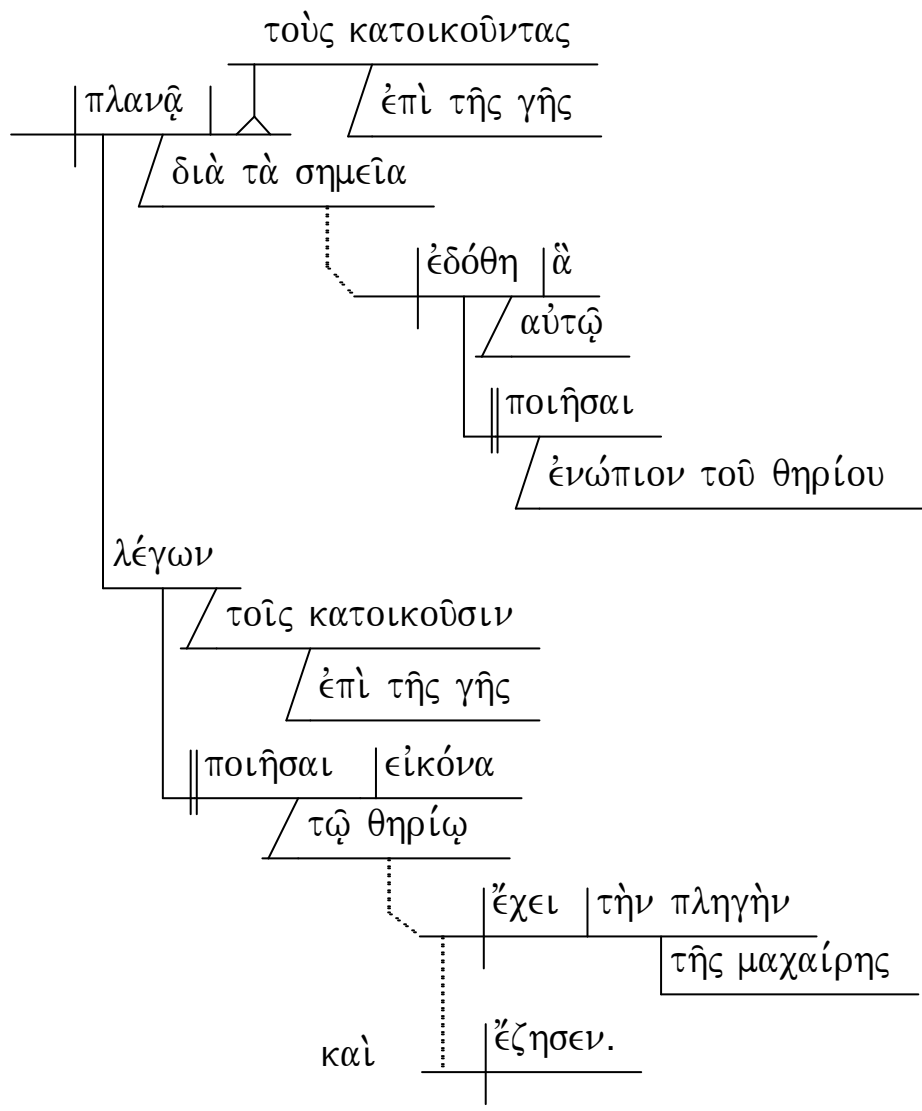 τοὺς κατοικοῦντας
πλανᾷ
ἐπὶ τῆς γῆς
διὰ τὰ σημεῖα
ἐδόθη ἃ
αὐτῷ
ποιῆσαι
ἐνώπιον τοῦ θηρίου
λέγων
τοῖς κατοικοῦσιν
ἐπὶ τῆς γῆς
ποιῆσαι εἰκόνα
τῷ θηρίῳ
ἔχει τὴν πληγὴν
τῆς μαχαίρης
καὶ ἔζησεν.